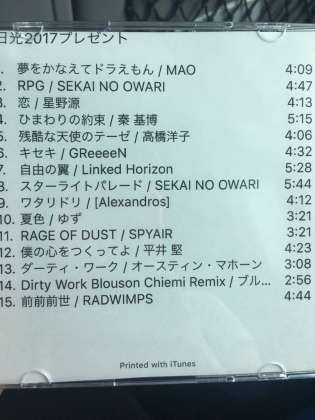 日光2017プレゼント
1. 夢をかなえてドラえもん / MAO 4:09
2. RPG / SEKAI NO OWARI 4:47
3. 恋 / 星野源 4:13
4. ひまわりの約束 / 秦 基博 5:15
5. 残酷な天使のテーゼ / 高橋洋子 4:06
6. キセキ / GReeeeN 4:32
7. 自由の翼 / Linked Horizon 5:28
8. スターライトパレード / SEKAI NO OWARI 5:44
9. ワタリドリ / [Alexandros] 4:12
10. 夏色 / ゆず 3:21
11. RAGE OF DUST / SPYAIR 3:21
12. 僕の心をつくってよ / 平井 堅 4:23
13. ダーティ・ワーク / オースティン・マホーン 3:08
14. Dirty Work Blouson Chiemi Remix / ブル... 2:56
15. 前前前世 / RADWIMPS 4:44
Printed with iTunes